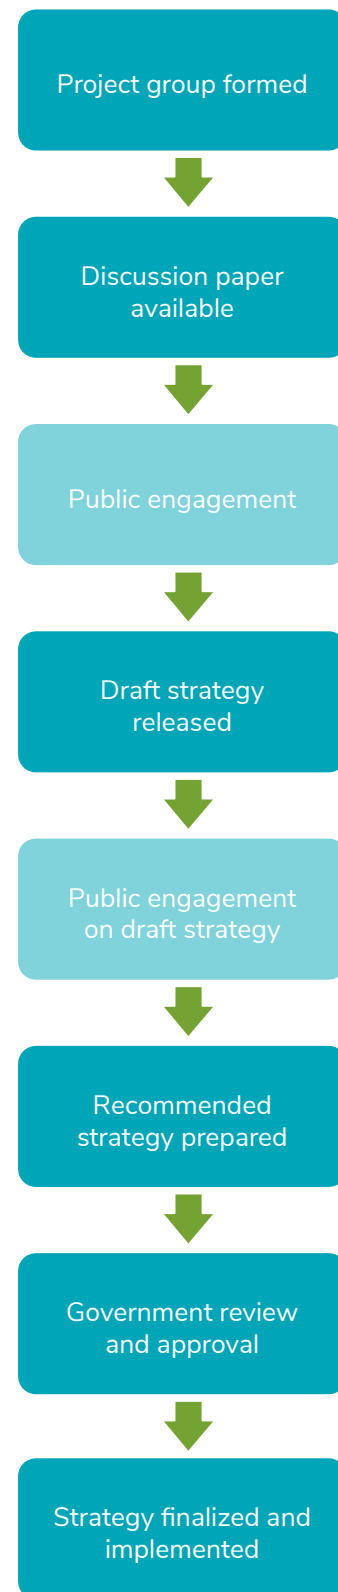 Project group formed
Discussion paper
available
Public engagement
Draft strategy
released
Public engagement
on draft strategy
Recommended
strategy prepared
Government review
and approval
Strategy finalized and
implemented